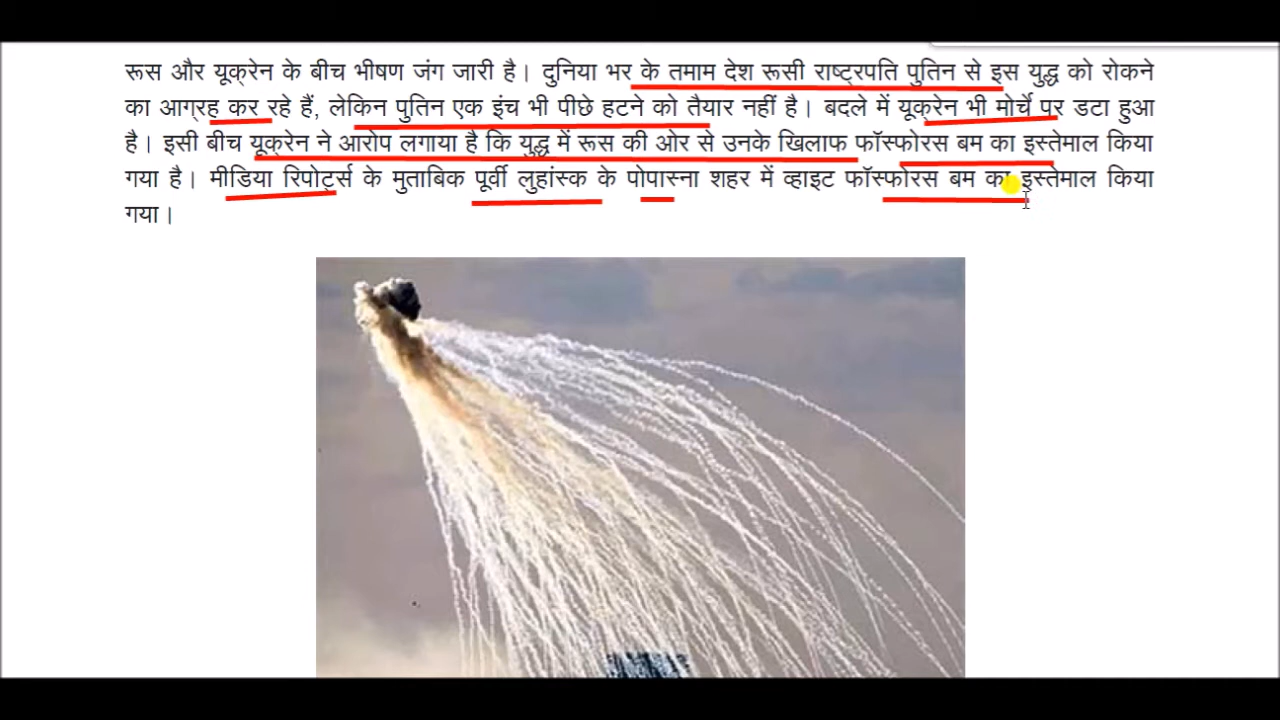 रूस और यूक्रेन के बीच भीषण जंग जारी है। दुनिया भर के तमाम देश रूसी राष्ट्रपति पुतिन से इस युद्ध को रोकने
का आग्रह कर रहे हैं, लेकिन पुतिन एक इंच भी पीछे हटने को तैयार नहीं है। बदले में यूक्रेन भी मोर्चे पर डटा हुआ
है। इसी बीच यूक्रेन ने आरोप लगाया है कि युद्ध में रूस की ओर से उनके खिलाफ फॉस्फोरस बम का इस्तेमाल किया
गया है। मीडिया रिपोर्ट्स के मुताबिक पूर्वी लुहांस्क के पोपास्ना शहर में व्हाइट फॉस्फोरस बम का इस्तेमाल किया
गया।